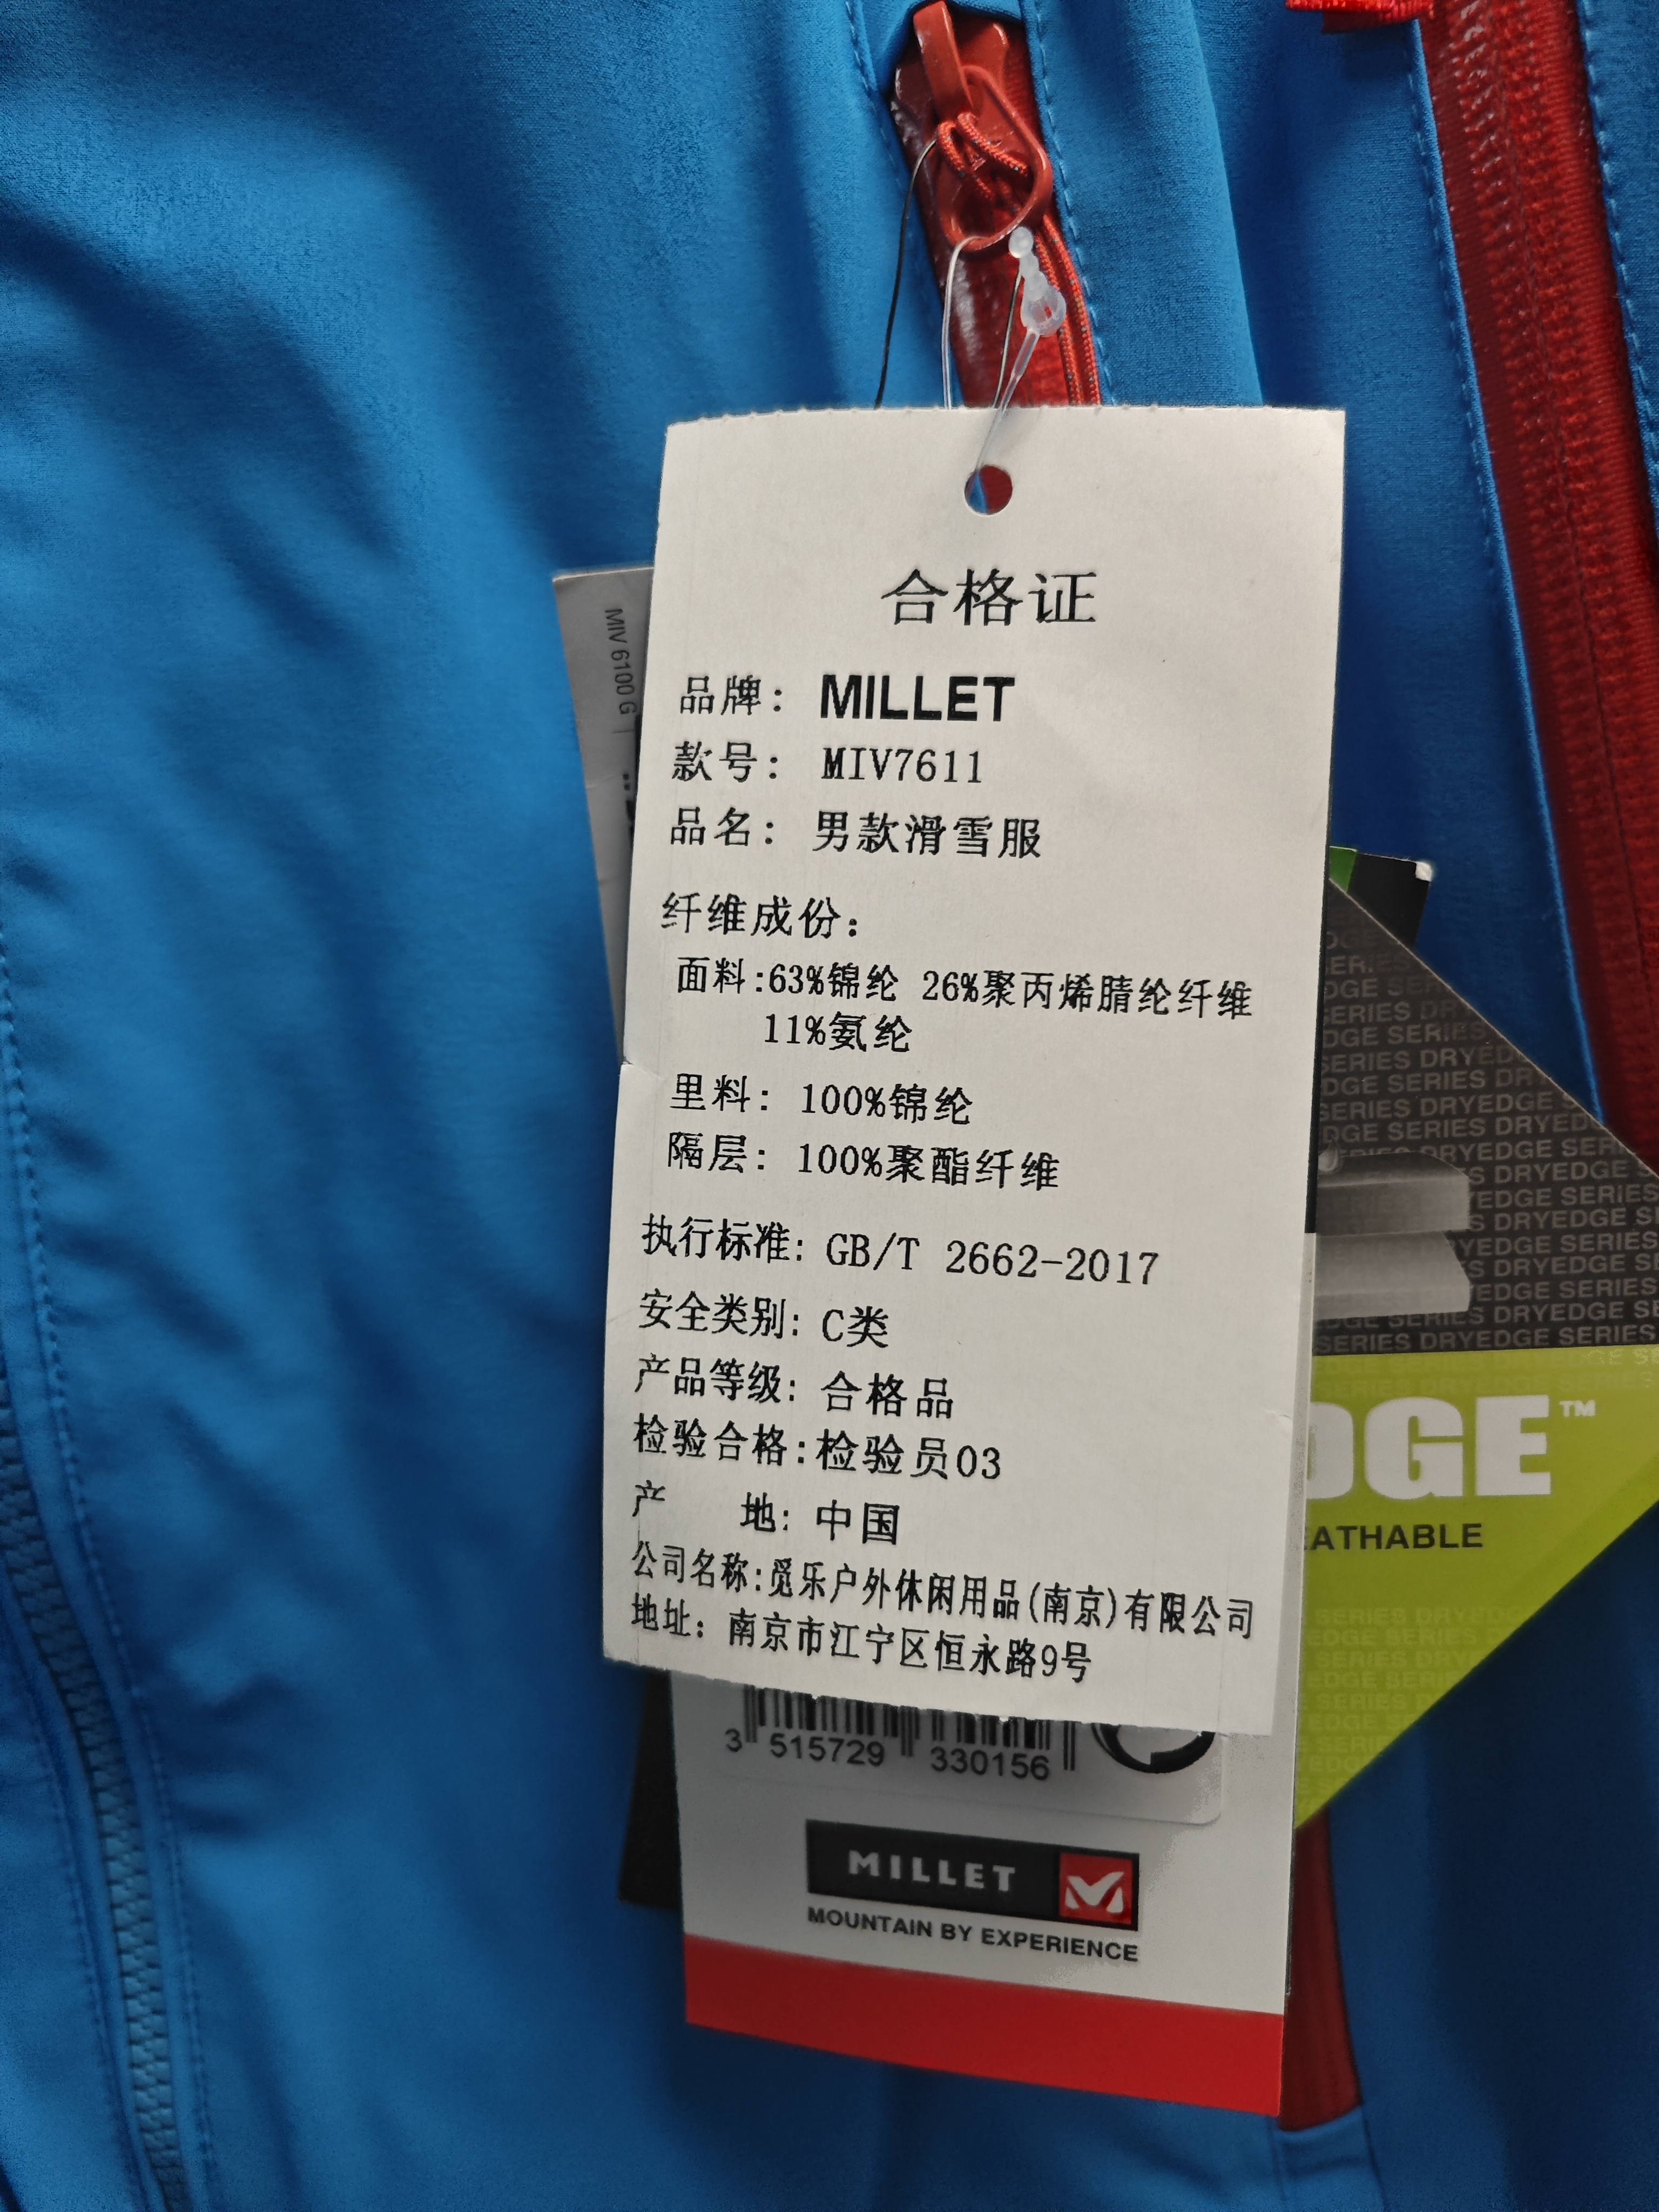 合格证
品牌: MILLET
款号: MIV7611
品名: 男款滑雪服
纤维成份:
面料:63%锦纶 26%聚丙烯腈纶纤维
11%氨纶
里料: 100%锦纶
隔层: 100%聚酯纤维
执行标准: GB/T 2662-2017
安全类别: C类
产品等级: 合格品
检验合格:检验员03
产 地: 中国
公司名称:觅乐户外休闲用品(南京)有限公司
地址: 南京市江宁区恒永路9号
3 515729 330156
MILLET
MOUNTAIN BY EXPERIENCE
MIV 6100 G
SERIES DRYEDGE SERIES
DGE™
EATHABLE